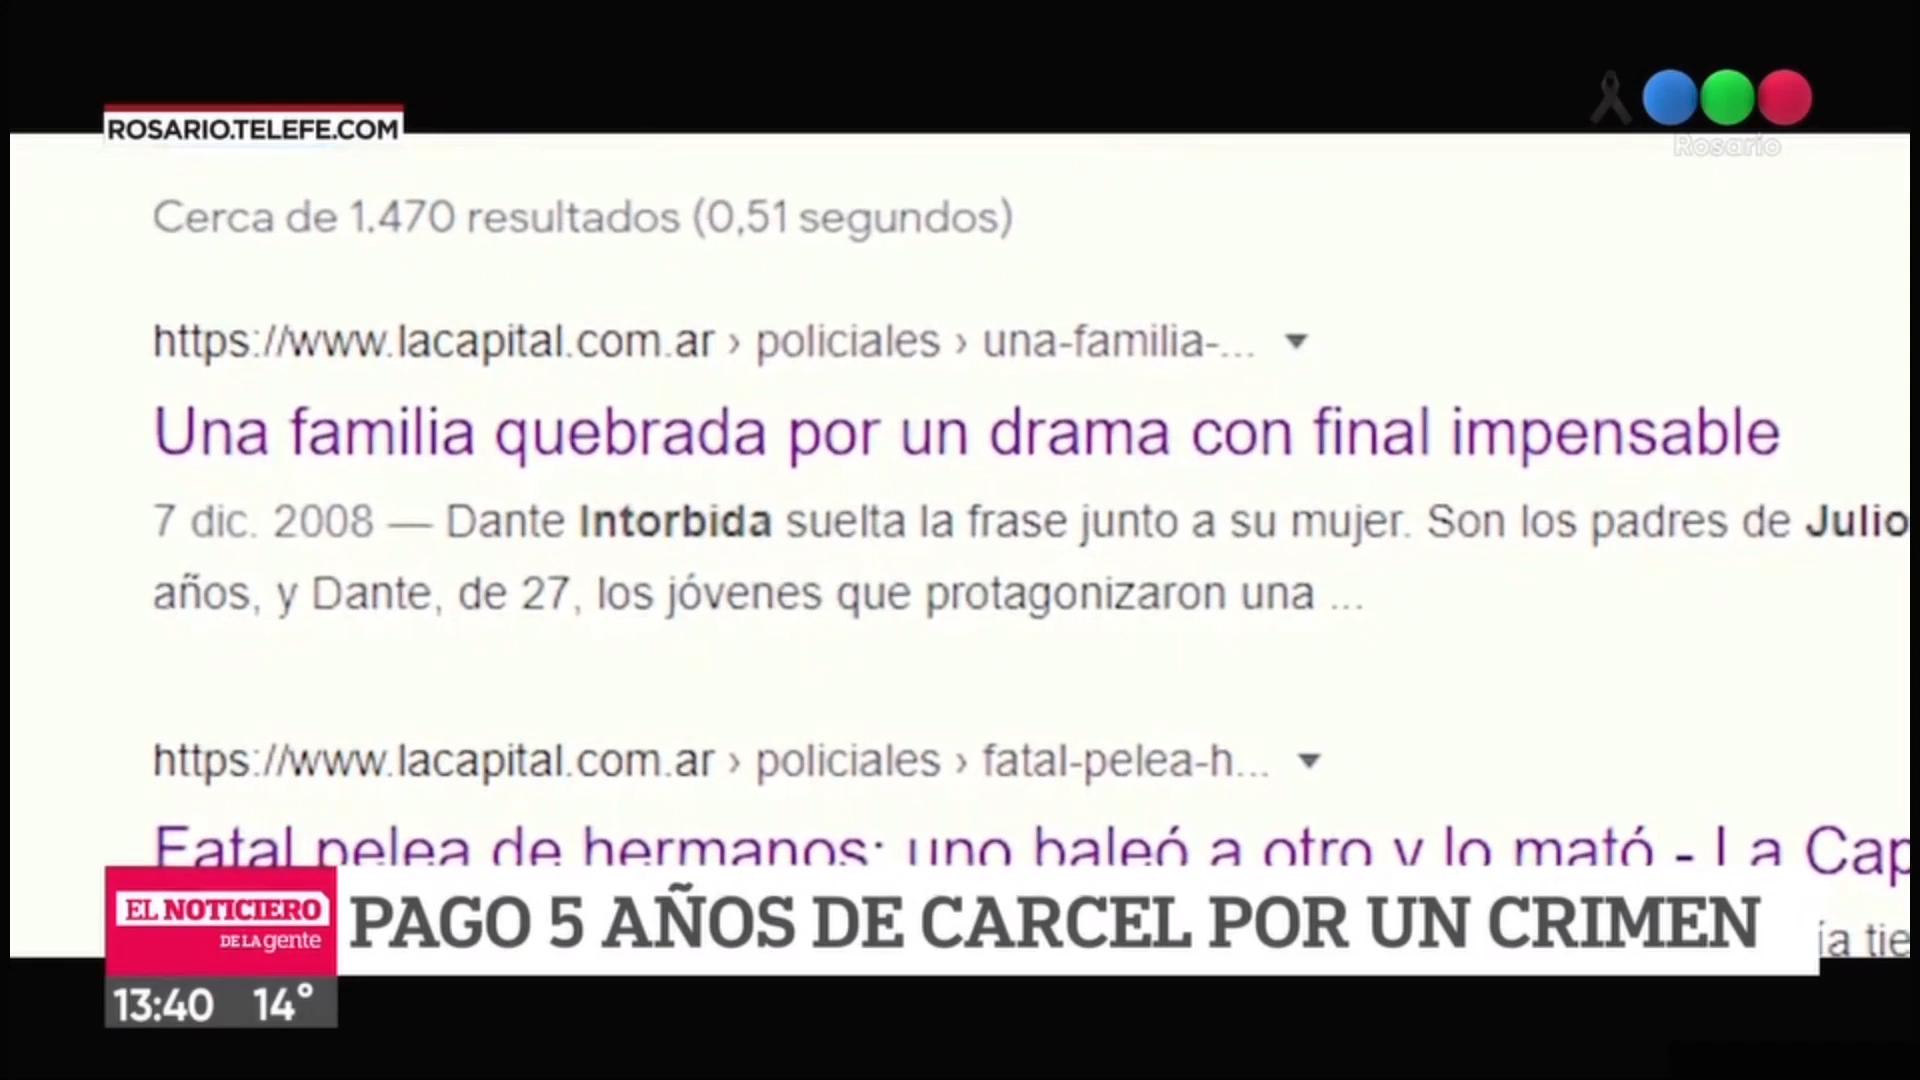 ROSARIO.TELEFE.COM
Rosario
Cerca de 1.470 resultados (0,51 segundos)
https://www.lacapital.com.ar › policiales › una-familia-...
Una familia quebrada por un drama con final impensable
7 dic. 2008 — Dante Intorbida suelta la frase junto a su mujer. Son los padres de Julio
años, y Dante, de 27, los jóvenes que protagonizaron una ...
https://www.lacapital.com.ar › policiales › fatal-pelea-h...
Fatal pelea de hermanos: uno baleó a otro y lo mató - La Cap
ía tie
EL NOTICIERO
DE LA gente
PAGO 5 AÑOS DE CARCEL POR UN CRIMEN
13:40 14°